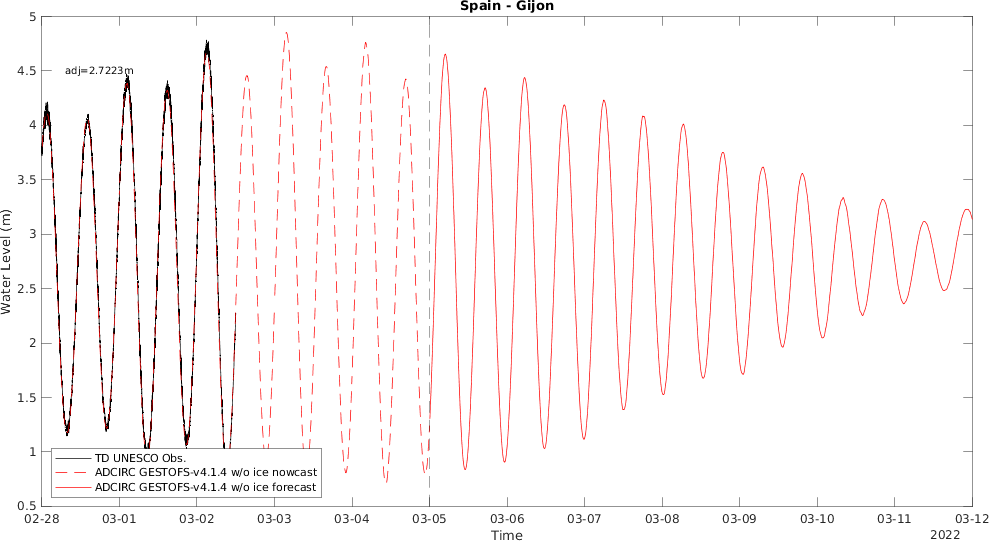 Spain - Gijon
5
4.5
4
3.5
3
2.5
2
1.5
1
0.5
Water Level (m)
adj=2.7223m
TD UNESCO Obs.
ADCIRC GESTOFS-v4.1.4 w/o ice nowcast
ADCIRC GESTOFS-v4.1.4 w/o ice forecast
02-28 03-01 03-02 03-03 03-04 03-05 03-06 03-07 03-08 03-09 03-10 03-11 03-12
Time
2022